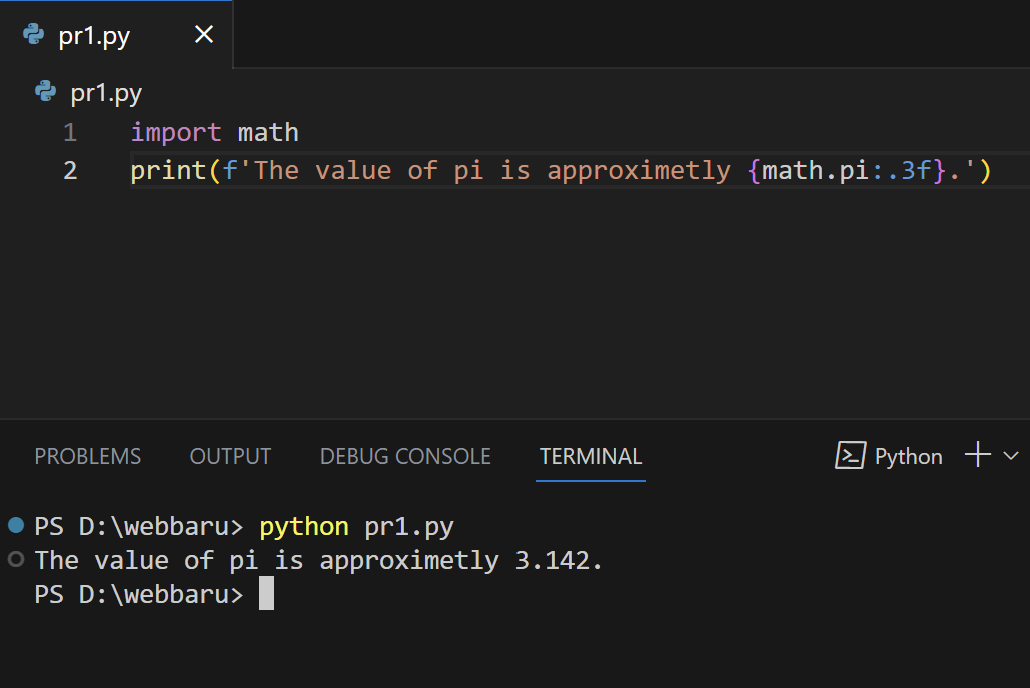 pr1.py
pr1.py
1 import math
2 print(f'The value of pi is approximetly {math.pi:.3f}.')
PROBLEMS OUTPUT DEBUG CONSOLE TERMINAL Python
PS D:\webbaru> python pr1.py
The value of pi is approximetly 3.142.
PS D:\webbaru>